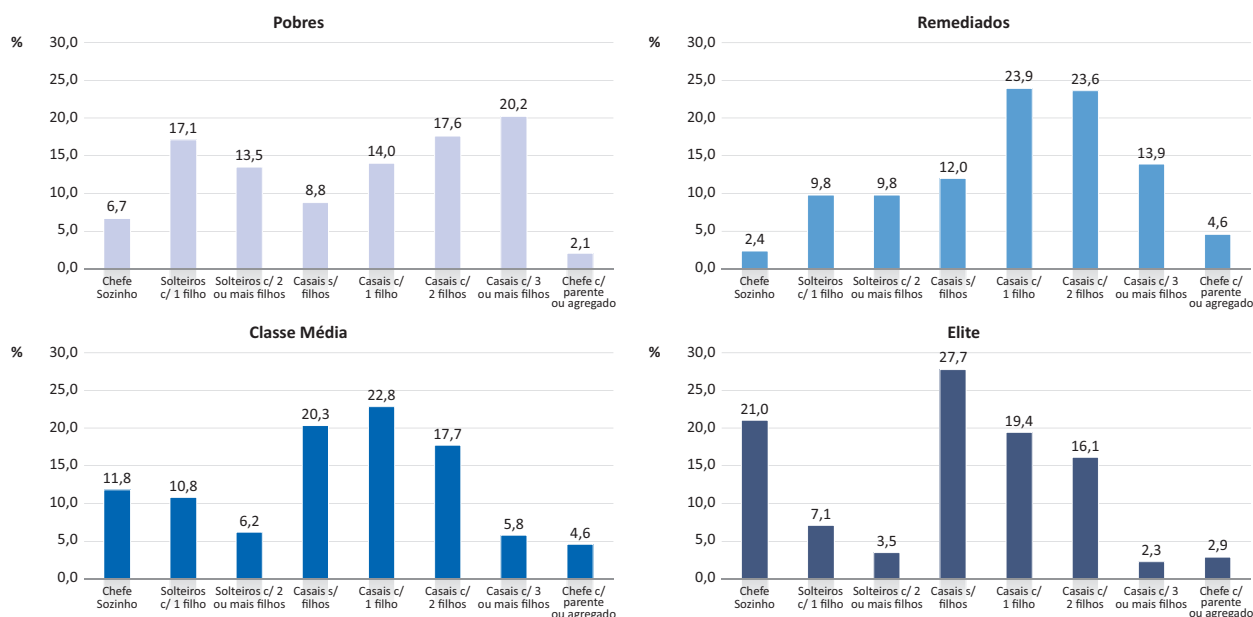 Pobres
%
30,0
25,0
20,0
15,0
10,0
5,0
0,0
6,7
17,1
13,5
8,8
14,0
17,6
20,2
2,1
Chefe
Sozinho
Solteiros
c/ 1 filho
Solteiros c/ 2
ou mais filhos
Casais s/
filhos
Casais c/
1 filho
Casais c/
2 filhos
Casais c/ 3
ou mais filhos
Chefe c/
parente
ou agregado
Remediados
%
30,0
25,0
20,0
15,0
10,0
5,0
0,0
2,4
9,8
9,8
12,0
23,9
23,6
13,9
4,6
Chefe
Sozinho
Solteiros
c/ 1 filho
Solteiros c/ 2
ou mais filhos
Casais s/
filhos
Casais c/
1 filho
Casais c/
2 filhos
Casais c/ 3
ou mais filhos
Chefe c/
parente
ou agregado
Classe Média
%
30,0
25,0
20,0
15,0
10,0
5,0
0,0
11,8
10,8
6,2
20,3
22,8
17,7
5,8
4,6
Chefe
Sozinho
Solteiros
c/ 1 filho
Solteiros c/ 2
ou mais filhos
Casais s/
filhos
Casais c/
1 filho
Casais c/
2 filhos
Casais c/ 3
ou mais filhos
Chefe c/
parente
ou agregado
Elite
%
30,0
25,0
20,0
15,0
10,0
5,0
0,0
21,0
7,1
3,5
27,7
19,4
16,1
2,3
2,9
Chefe
Sozinho
Solteiros
c/ 1 filho
Solteiros c/ 2
ou mais filhos
Casais s/
filhos
Casais c/
1 filho
Casais c/
2 filhos
Casais c/ 3
ou mais filhos
Chefe c/
parente
ou agregado